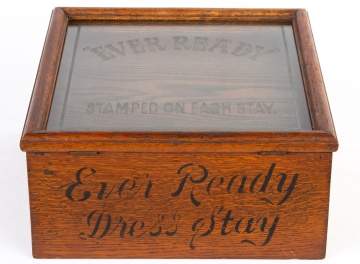 EVER READY
STAMPED ON EACH STAY.
Ever Ready
Dress Stay